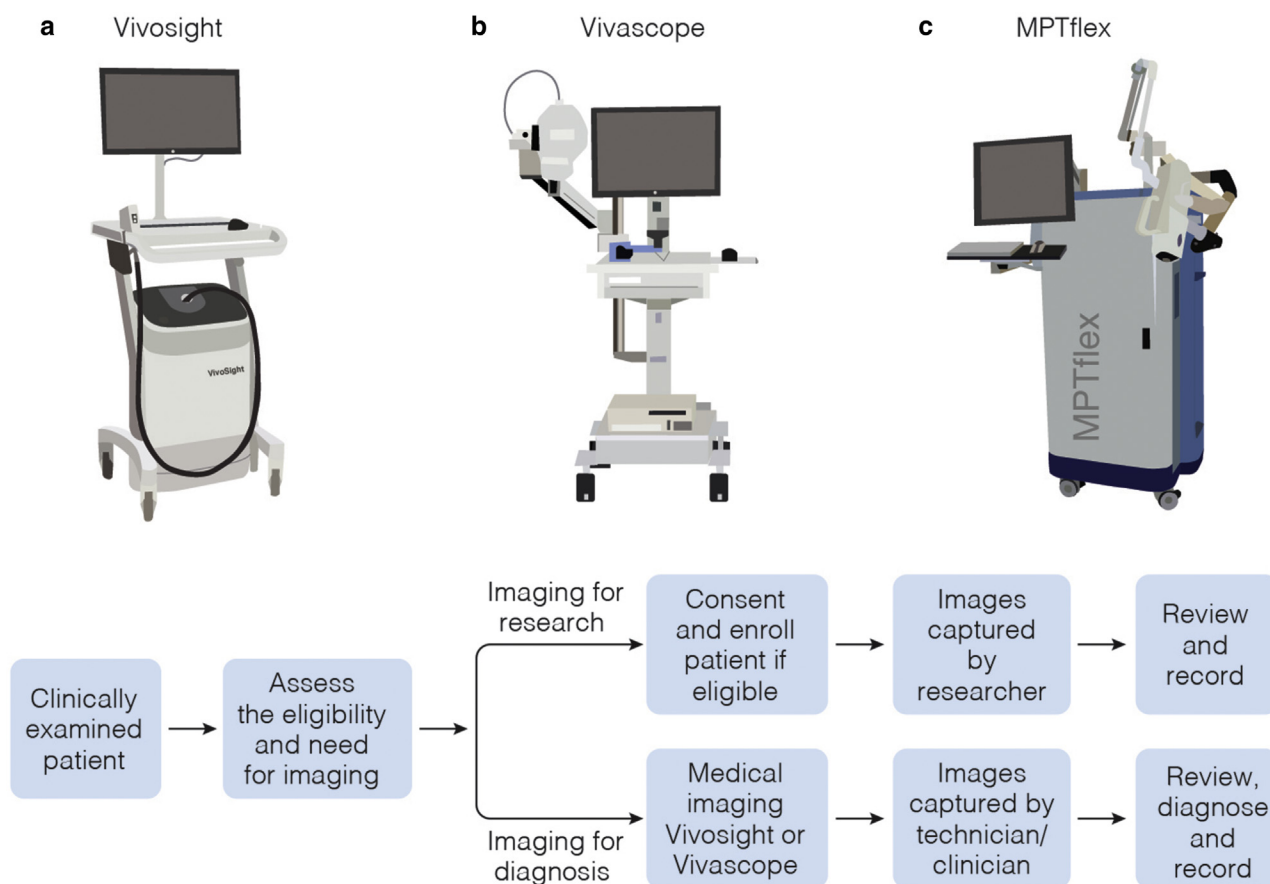 a Vivosight
b Vivascope
c MPTflex
VivoSight
MPTflex
Clinically
examined
patient
Assess
the eligibility
and need
for imaging
Imaging for
research
Consent
and enroll
patient if
eligible
Images
captured
by
researcher
Review
and
record
Imaging for
diagnosis
Medical
imaging
Vivosight or
Vivascope
Images
captured by
technician/
clinician
Review,
diagnose
and
record